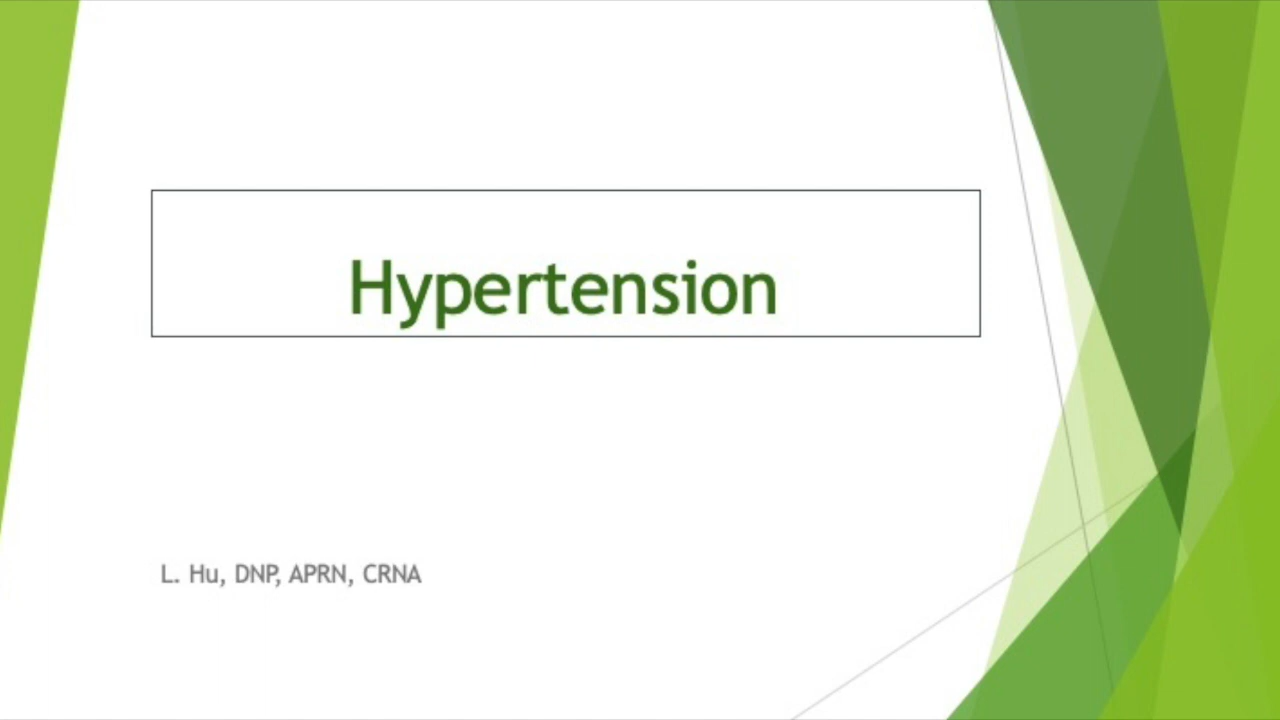 Hypertension
L. Hu, DNP, APRN, CRNA